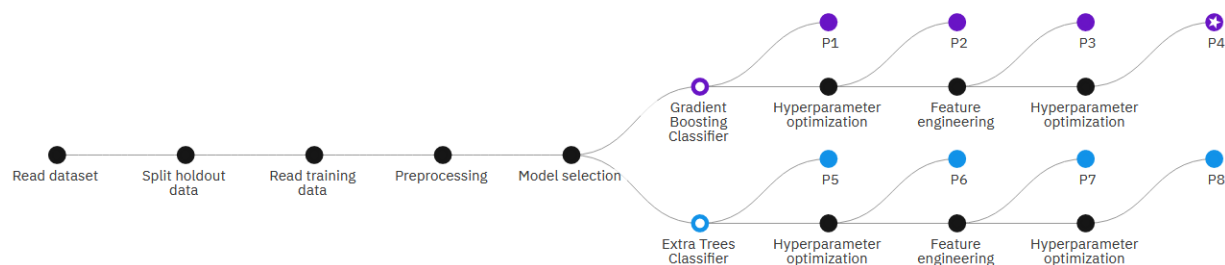 P1
P2
P3
P4
Gradient
Boosting
Classifier
Hyperparameter
optimization
Feature
engineering
Hyperparameter
optimization
Read dataset
Split holdout
data
Read training
data
Preprocessing
Model selection
P5
P6
P7
P8
Extra Trees
Classifier
Hyperparameter
optimization
Feature
engineering
Hyperparameter
optimization